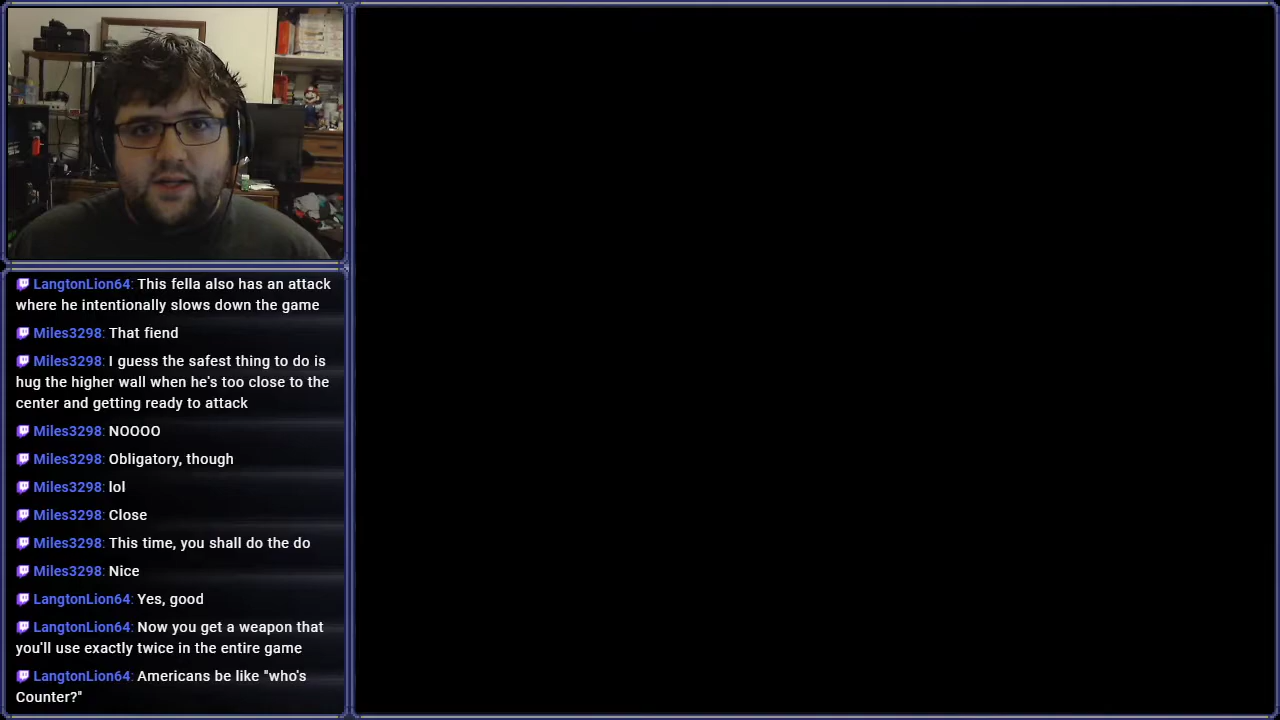 LangtonLion64: This fella also has an attack
where he intentionally slows down the game
Miles3298: That fiend
Miles3298: I guess the safest thing to do is
hug the higher wall when he's too close to the
center and getting ready to attack
Miles3298: NOOOO
Miles3298: Obligatory, though
Miles3298: lol
Miles3298: Close
Miles3298: This time, you shall do the do
Miles3298: Nice
LangtonLion64: Yes, good
LangtonLion64: Now you get a weapon that
you'll use exactly twice in the entire game
LangtonLion64: Americans be like "who's
Counter?"